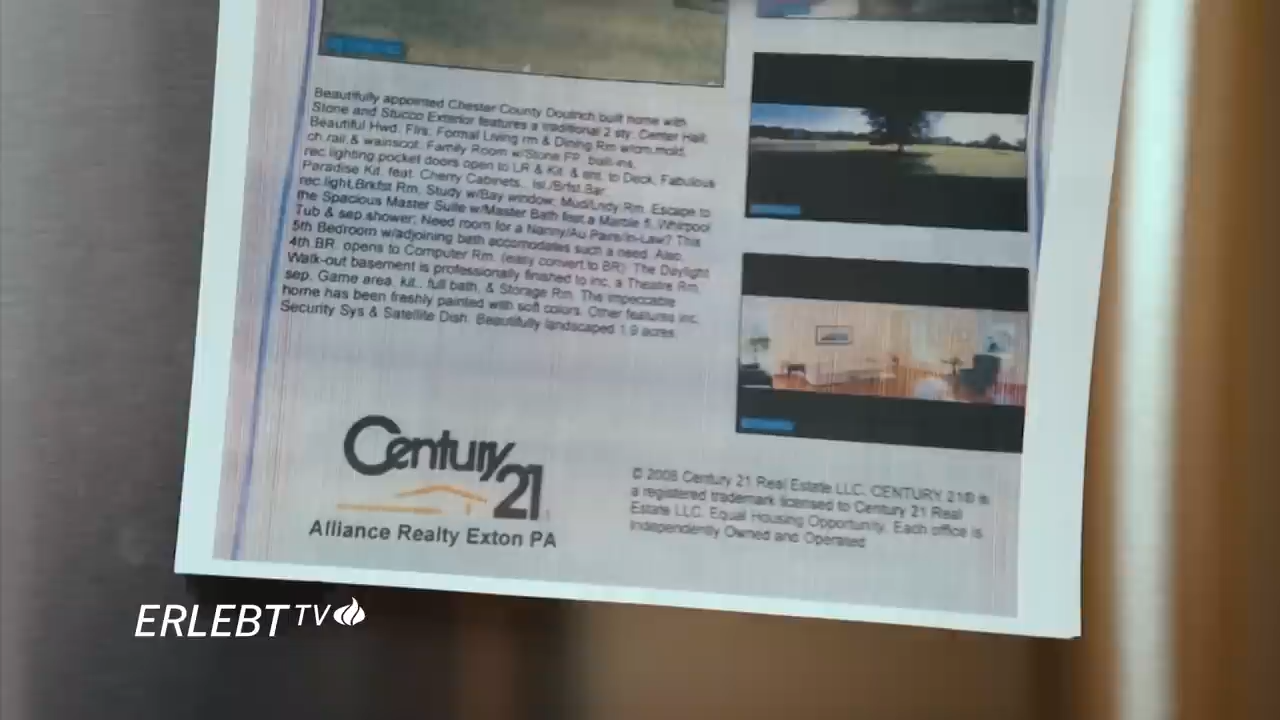 Beautifully appointed Chester County Doutrich built home with
Stone and Stucco Exterior features a traditional 2 sty. Center Hall.
Beautiful Hwd. Flrs. Formal Living rm & Dining Rm w/crn.mold,
ch.rail & wainscot. Family Room w/Stone FP, built-ins,
rec.lighting,pocket doors open to LR & Kit. & ent. to Deck. Fabulous
Paradise Kit. feat. Cherry Cabinets,, Isl./Brfst.Bar,
rec.light,Brkfst Rm. Study w/Bay window; Mud/Lndy Rm. Escape to
the Spacious Master Suite w/Master Bath feat.a Marble fl. Whirlpool
Tub & sep.shower; Need room for a Nanny/Au Paire/In-Law? This
5th Bedroom w/adjoining bath accomodates such a need. Also,
4th BR. opens to Computer Rm. (easy convert.to BR). The Daylight
Walk-out basement is professionally finished to inc. a Theatre Rm,
sep. Game area, kit., full bath, & Storage Rm. The impeccable
home has been freshly painted with soft colors. Other features inc.
Security Sys & Satellite Dish. Beautifully landscaped 1.9 acres.
Century 21
Alliance Realty Exton PA
© 2008 Century 21 Real Estate LLC. CENTURY 21® is
a registered trademark licensed to Century 21 Real
Estate LLC. Equal Housing Opportunity. Each office is
Independently Owned and Operated
ERLEBT TV